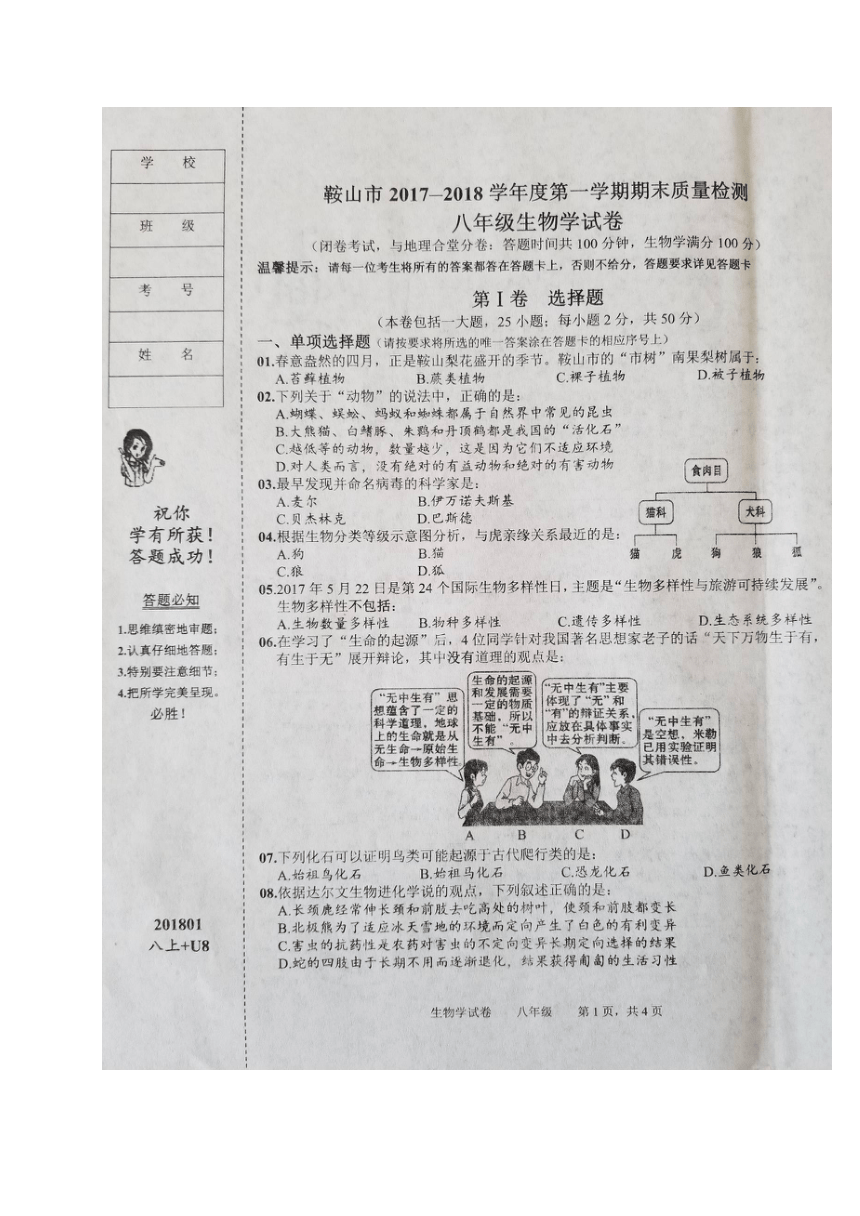 学 校
班 级
考 号
姓 名
祝你
学有所获！
答题成功！
答题必知
1.思维缜密地审题；
2.认真仔细地答题；
3.特别要注意细节；
4.把所学完美呈现。
必胜！
201801
八上+U8
鞍山市 2017—2018 学年度第一学期期末质量检测
八年级生物学试卷
（闭卷考试，与地理合堂分卷；答题时间共 100 分钟，生物学满分 100 分）
温馨提示：请每一位考生将所有的答案都答在答题卡上，否则不给分，答题要求详见答题卡
第Ⅰ卷 选择题
（本卷包括一大题，25 小题；每小题 2 分，共 50 分）
一、单项选择题（请按要求将所选的唯一答案涂在答题卡的相应序号上）
01.春意盎然的四月，正是鞍山梨花盛开的季节。鞍山市的“市树”南果梨树属于：
A.苔藓植物 B.蕨类植物 C.裸子植物 D.被子植物
02.下列关于“动物”的说法中，正确的是：
A.蝴蝶、蜈蚣、蚂蚁和蜘蛛都属于自然界中常见的昆虫
B.大熊猫、白鳍豚、朱鹮和丹顶鹤都是我国的“活化石”
C.越低等的动物，数量越少，这是因为它们不适应环境
D.对人类而言，没有绝对的有益动物和绝对的有害动物
03.最早发现并命名病毒的科学家是：
A.麦尔 B.伊万诺夫斯基
C.贝杰林克 D.巴斯德
04.根据生物分类等级示意图分析，与虎亲缘关系最近的是：
A.狗 B.猫
C.狼 D.狐
食肉目
猫科 犬科
猫 虎 狗 狼 狐
05.2017 年 5 月 22 日是第 24 个国际生物多样性日，主题是“生物多样性与旅游可持续发展”。
生物多样性不包括：
A.生物数量多样性 B.物种多样性 C.遗传多样性 D.生态系统多样性
06.在学习了“生命的起源”后，4 位同学针对我国著名思想家老子的话“天下万物生于有，
有生于无”展开辩论，其中没有道理的观点是：
“无中生有”思
想蕴含了一定的
科学道理，地球
上的生命就是从
无生命→原始生
命→生物多样性
生命的起源
和发展需要
一定的物质
基础，所以
不能“无中
生有”。
“无中生有”主要
体现了“无”和
“有”的辩证关系，
应放在具体事实
中去分析判断。
“无中生有”
是空想，米勒
已用实验证明
其错误性。
A B C D
07.下列化石可以证明鸟类可能起源于古代爬行类的是：
A.始祖鸟化石 B.始祖马化石 C.恐龙化石 D.鱼类化石
08.依据达尔文生物进化学说的观点，下列叙述正确的是：
A.长颈鹿经常伸长颈和前肢去吃高处的树叶，使颈和前肢都变长
B.北极熊为了适应冰天雪地的环境而定向产生了白色的有利变异
C.害虫的抗药性是农药对害虫的不定向变异长期定向选择的结果
D.蛇的四肢由于长期不用而逐渐退化，结果获得匍匐的生活习性
生物学试卷 八年级 第 1 页，共 4 页